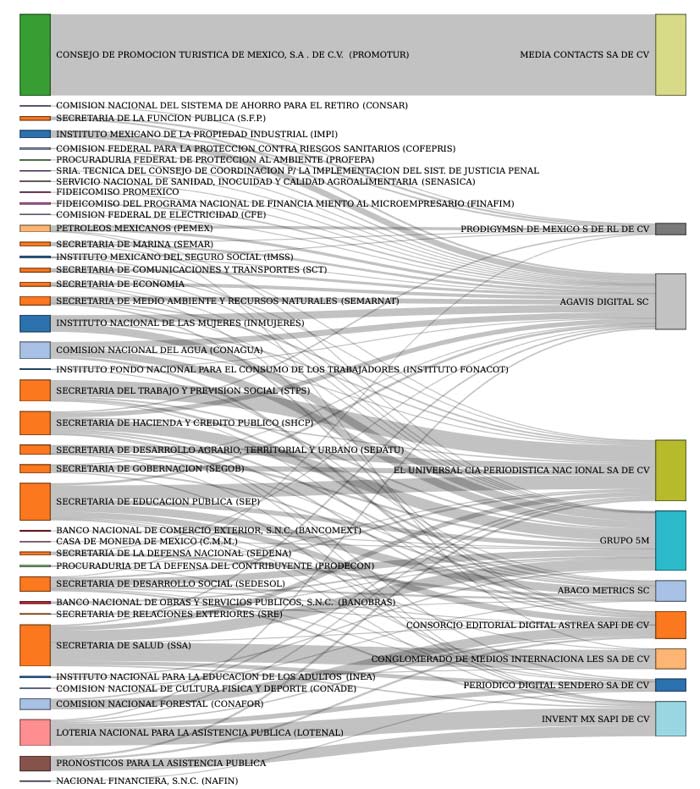 CONSEJO DE PROMOCION TURISTICA DE MEXICO, S.A . DE C.V. (PROMOTUR)
MEDIA CONTACTS SA DE CV
COMISION NACIONAL DEL SISTEMA DE AHORRO PARA EL RETIRO (CONSAR)
SECRETARIA DE LA FUNCION PUBLICA (S.F.P.)
INSTITUTO MEXICANO DE LA PROPIEDAD INDUSTRIAL (IMPI)
COMISION FEDERAL PARA LA PROTECCION CONTRA RIESGOS SANITARIOS (COFEPRIS)
PROCURADURIA FEDERAL DE PROTECCION AL AMBIENTE (PROFEPA)
SRIA. TECNICA DEL CONSEJO DE COORDINACION P/ LA IMPLEMENTACION DEL SIST. DE JUSTICIA PENAL
SERVICIO NACIONAL DE SANIDAD, INOCUIDAD Y CALIDAD AGROALIMENTARIA (SENASICA)
FIDEICOMISO PROMEXICO
FIDEICOMISO DEL PROGRAMA NACIONAL DE FINANCIA MIENTO AL MICROEMPRESARIO (FINAFIM)
COMISION FEDERAL DE ELECTRICIDAD (CFE)
PETROLEOS MEXICANOS (PEMEX)
PRODIGYMSN DE MEXICO S DE RL DE CV
SECRETARIA DE MARINA (SEMAR)
INSTITUTO MEXICANO DEL SEGURO SOCIAL (IMSS)
SECRETARIA DE COMUNICACIONES Y TRANSPORTES (SCT)
SECRETARIA DE ECONOMIA
SECRETARIA DE MEDIO AMBIENTE Y RECURSOS NATURALES (SEMARNAT)
AGAVIS DIGITAL SC
INSTITUTO NACIONAL DE LAS MUJERES (INMUJERES)
COMISION NACIONAL DEL AGUA (CONAGUA)
INSTITUTO FONDO NACIONAL PARA EL CONSUMO DE LOS TRABAJADORES (INSTITUTO FONACOT)
SECRETARIA DEL TRABAJO Y PREVISION SOCIAL (STPS)
SECRETARIA DE HACIENDA Y CREDITO PUBLICO (SHCP)
SECRETARIA DE DESARROLLO AGRARIO, TERRITORIAL Y URBANO (SEDATU)
SECRETARIA DE GOBERNACION (SEGOB)
EL UNIVERSAL CIA PERIODISTICA NAC IONAL SA DE CV
SECRETARIA DE EDUCACION PUBLICA (SEP)
BANCO NACIONAL DE COMERCIO EXTERIOR, S.N.C. (BANCOMEXT)
CASA DE MONEDA DE MEXICO (C.M.M.)
GRUPO 5M
SECRETARIA DE LA DEFENSA NACIONAL (SEDENA)
PROCURADURIA DE LA DEFENSA DEL CONTRIBUYENTE (PRODECON)
SECRETARIA DE DESARROLLO SOCIAL (SEDESOL)
ABACO METRICS SC
BANCO NACIONAL DE OBRAS Y SERVICIOS PUBLICOS, S.N.C. (BANOBRAS)
SECRETARIA DE RELACIONES EXTERIORES (SRE)
CONSORCIO EDITORIAL DIGITAL ASTREA SAPI DE CV
SECRETARIA DE SALUD (SSA)
CONGLOMERADO DE MEDIOS INTERNACIONA LES SA DE CV
INSTITUTO NACIONAL PARA LA EDUCACION DE LOS ADULTOS (INEA)
COMISION NACIONAL DE CULTURA FISICA Y DEPORTE (CONADE)
PERIODICO DIGITAL SENDERO SA DE CV
COMISION NACIONAL FORESTAL (CONAFOR)
INVENT MX SAPI DE CV
LOTERIA NACIONAL PARA LA ASISTENCIA PUBLICA (LOTENAL)
PRONOSTICOS PARA LA ASISTENCIA PUBLICA
NACIONAL FINANCIERA, S.N.C. (NAFIN)